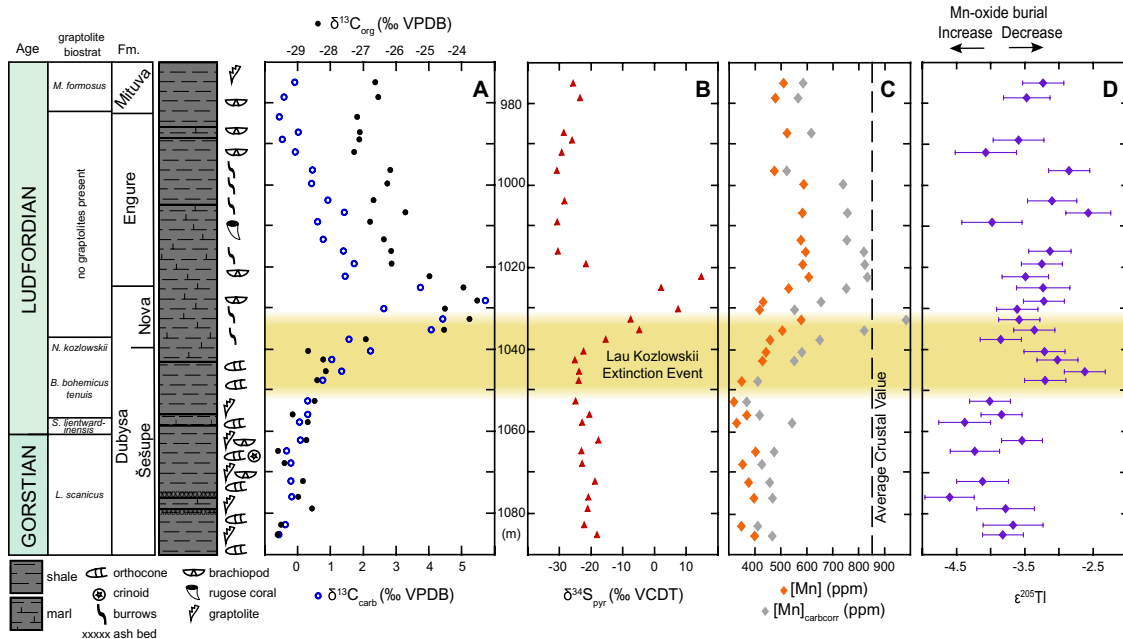 δ13Corg (‰ VPDB)
-29 -28 -27 -26 -25 -24
Mn-oxide burial
Increase Decrease
Age
graptolite
biostrat
Fm.
A
B
C
D
LUDFORDIAN
GORSTIAN
M. formosus
no graptolites present
N. kozlowskii
B. bohemicus
tenuis
S. ljentward-
inensis
L. scanicus
Mituva
Engure
Nova
Dubysa
Šešupe
980
1000
1020
1040
1060
1080
(m)
Lau Kozlowskii
Extinction Event
Average Crustal Value
0 1 2 3 4 5 6
δ13Ccarb (‰ VPDB)
-30 -20 -10 0 10 20
δ34Spyr (‰ VCDT)
400 500 600 700 800 900
[Mn] (ppm)
[Mn]carbcorr (ppm)
-4.5 -3.5 -2.5
ε205Tl
shale
marl
orthocone
crinoid
burrows
xxxxx ash bed
brachiopod
rugose coral
graptolite